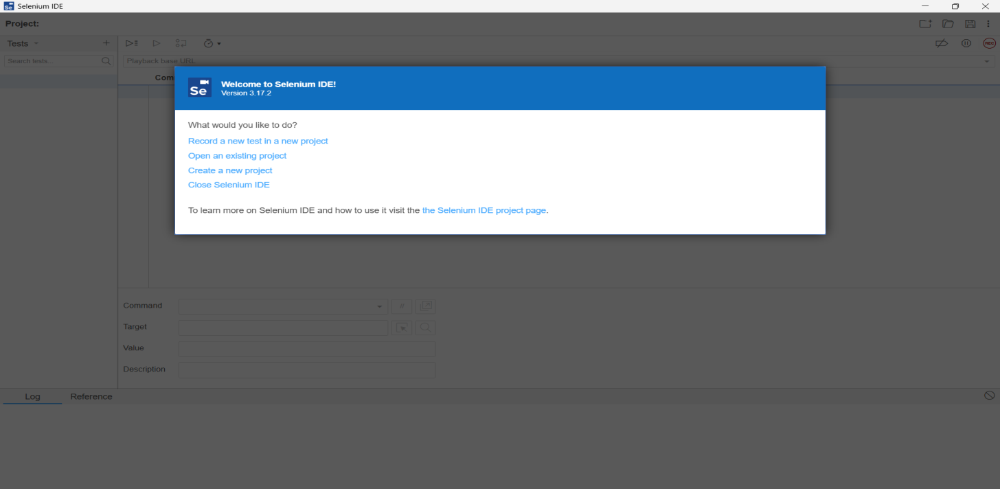 Se Selenium IDE
Project:
Tests
Search tests...
Playback base URL
Com
Se
Welcome to Selenium IDE!
Version 3.17.2
What would you like to do?
Record a new test in a new project
Open an existing project
Create a new project
Close Selenium IDE
To learn more on Selenium IDE and how to use it visit the the Selenium IDE project page.
Command
//
Target
Value
Description
Log Reference
REC